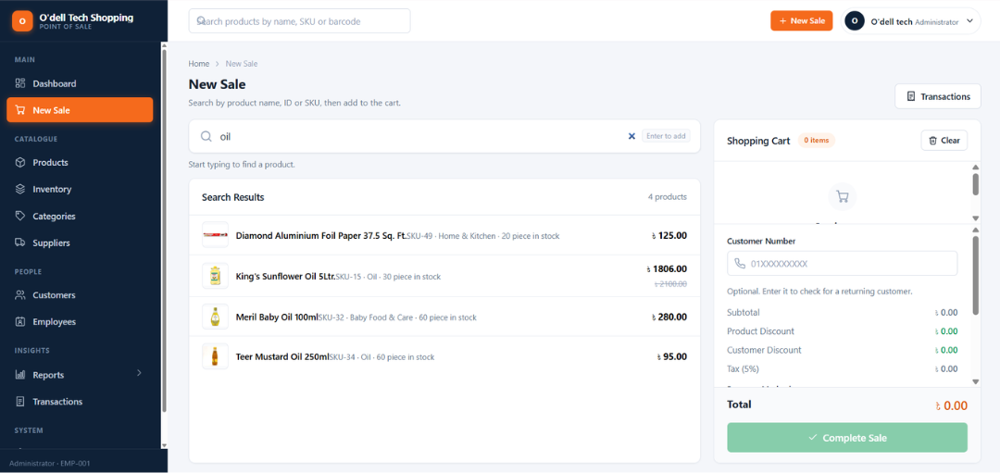 O'dell Tech Shopping
POINT OF SALE
MAIN
Dashboard
New Sale
CATALOGUE
Products
Inventory
Categories
Suppliers
PEOPLE
Customers
Employees
INSIGHTS
Reports
Transactions
SYSTEM
Administrator · EMP-001
Search products by name, SKU or barcode
+ New Sale
O
O'dell tech Administrator
Home > New Sale
New Sale
Search by product name, ID or SKU, then add to the cart.
Transactions
oil
Enter to add
Start typing to find a product.
Search Results
4 products
Diamond Aluminium Foil Paper 37.5 Sq. Ft.SKU-49 · Home & Kitchen · 20 piece in stock
৳ 125.00
King's Sunflower Oil 5Ltr.SKU-15 · Oil · 30 piece in stock
৳ 1806.00
৳ 2100.00
Meril Baby Oil 100mlSKU-32 · Baby Food & Care · 60 piece in stock
৳ 280.00
Teer Mustard Oil 250mlSKU-34 · Oil · 60 piece in stock
৳ 95.00
Shopping Cart
0 items
Clear
Customer Number
01XXXXXXXXX
Optional. Enter it to check for a returning customer.
Subtotal
৳ 0.00
Product Discount
৳ 0.00
Customer Discount
৳ 0.00
Tax (5%)
৳ 0.00
Total
৳ 0.00
Complete Sale